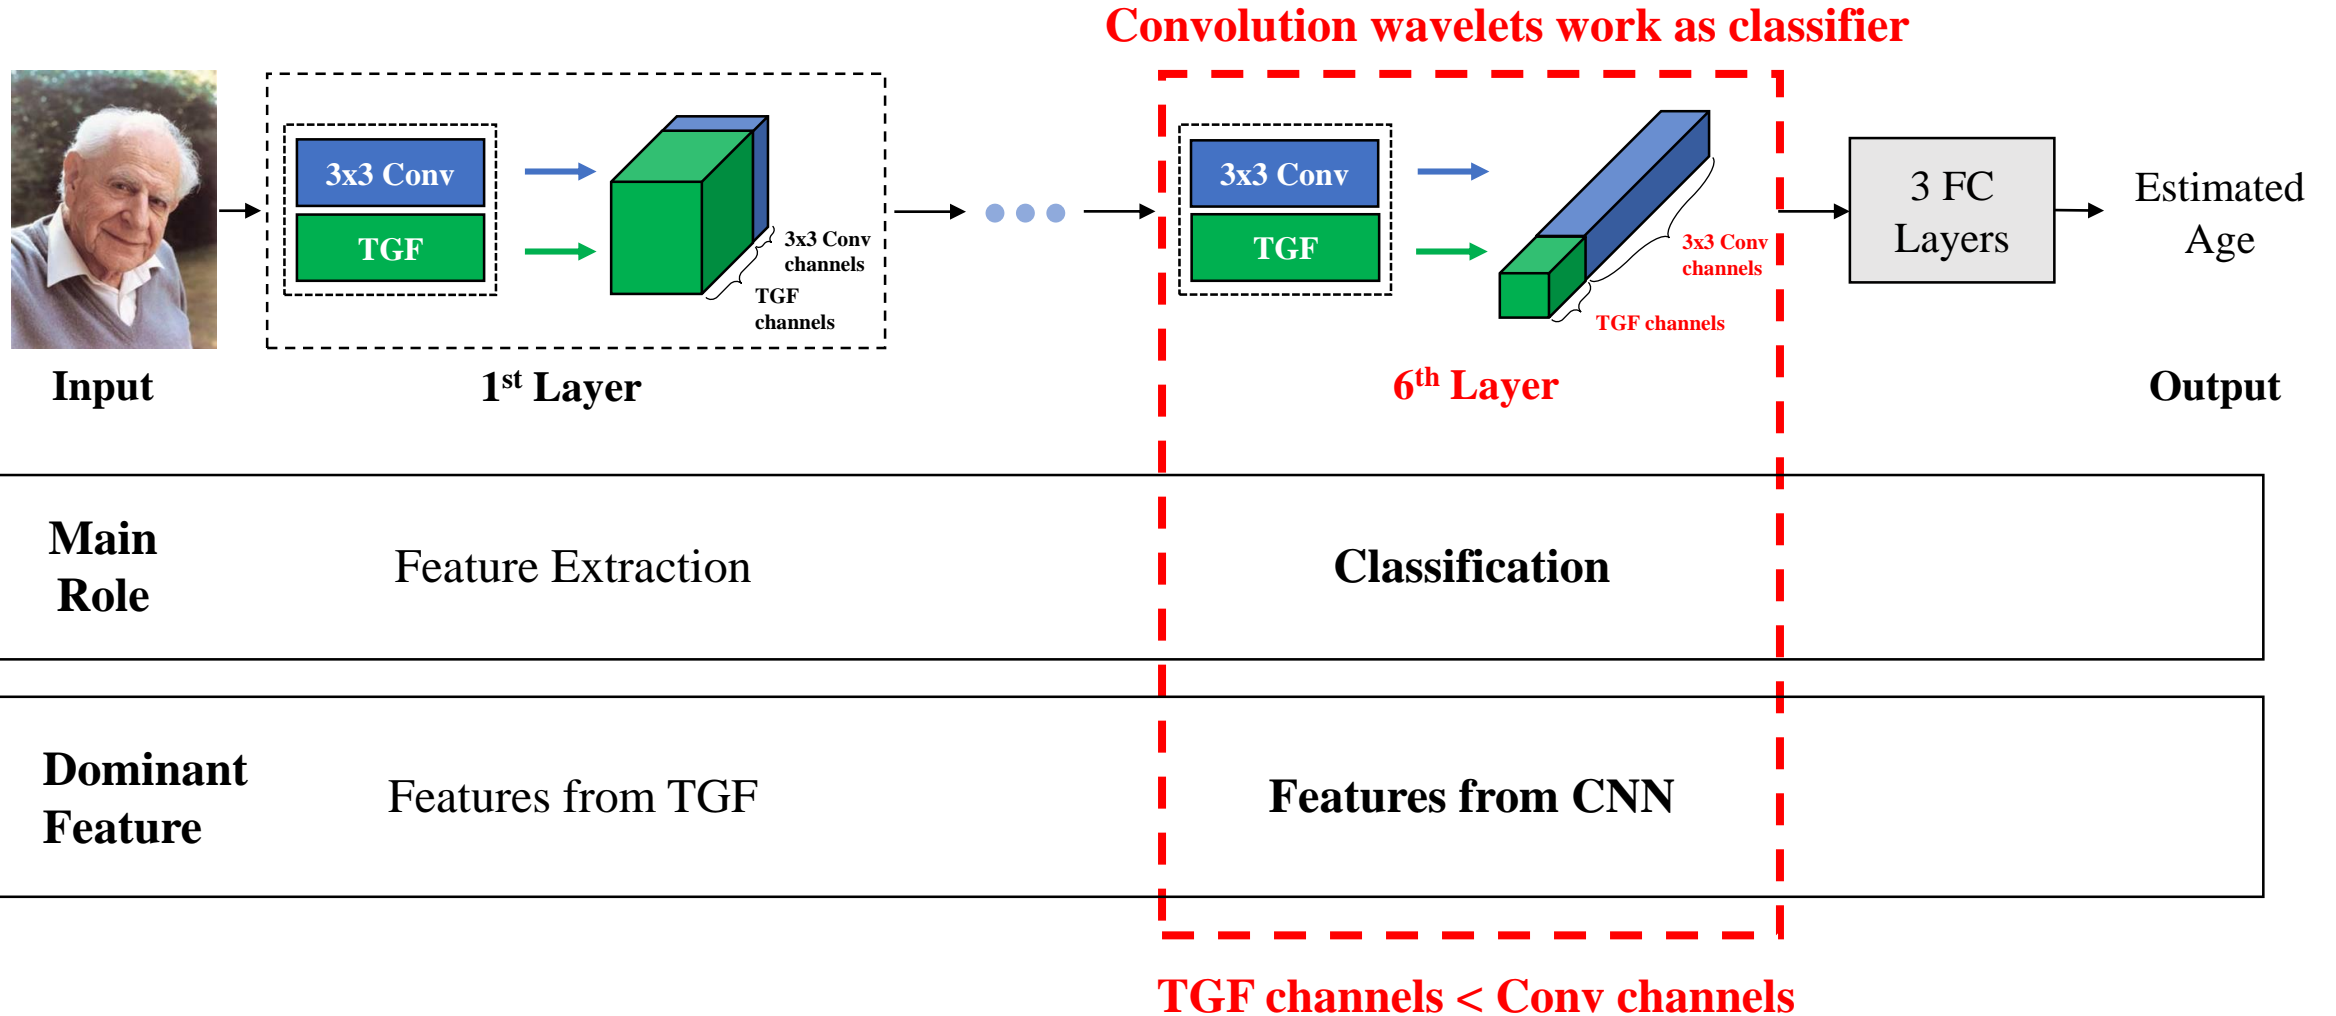 Convolution wavelets work as classifier
3x3 Conv
TGF
3x3 Conv
channels
TGF
channels
3x3 Conv
TGF
3x3 Conv
channels
TGF channels
3 FC
Layers
Estimated
Age
Input
1st Layer
6th Layer
Output
Main
Role
Feature Extraction
Classification
Dominant
Feature
Features from TGF
Features from CNN
TGF channels < Conv channels